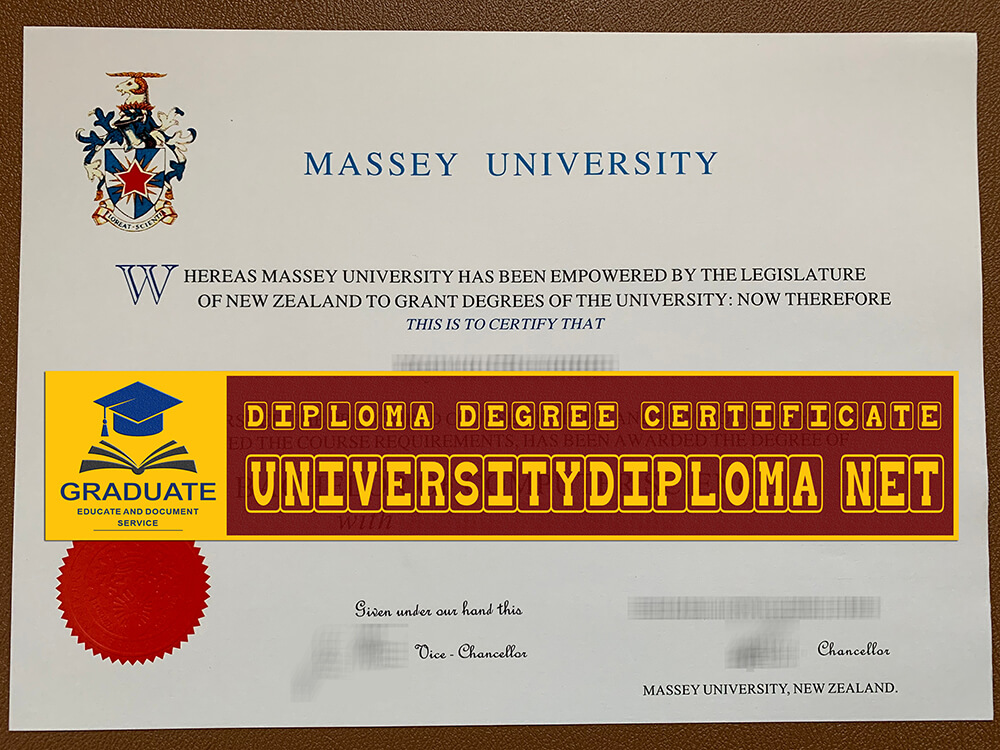 MASSEY UNIVERSITY
FLOREAT·SCIENTIA
WHEREAS MASSEY UNIVERSITY HAS BEEN EMPOWERED BY THE LEGISLATURE
OF NEW ZEALAND TO GRANT DEGREES OF THE UNIVERSITY: NOW THEREFORE
THIS IS TO CERTIFY THAT
DIPLOMA DEGREE CERTIFICATE
ED THE COURSE REQUIREMENTS, HAS BEEN AWARDED THE DEGREE OF
UNIVERSITYDIPLOMA NET
GRADUATE
EDUCATE AND DOCUMENT
SERVICE
with
Given under our hand this
Vice - Chancellor
Chancellor
MASSEY UNIVERSITY, NEW ZEALAND.